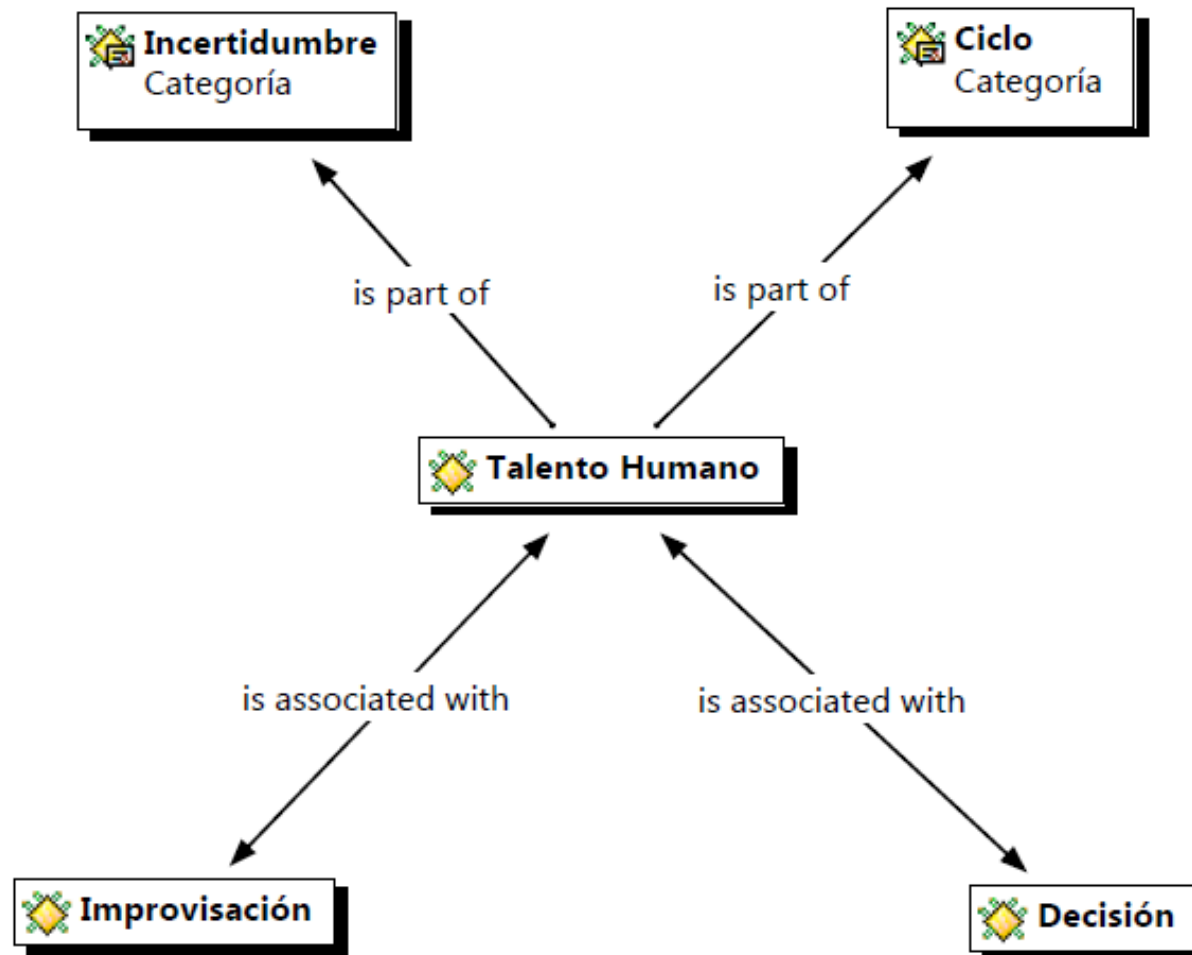 Incertidumbre
Categoría
Ciclo
Categoría
is part of
is part of
Talento Humano
is associated with
is associated with
Improvisación
Decisión